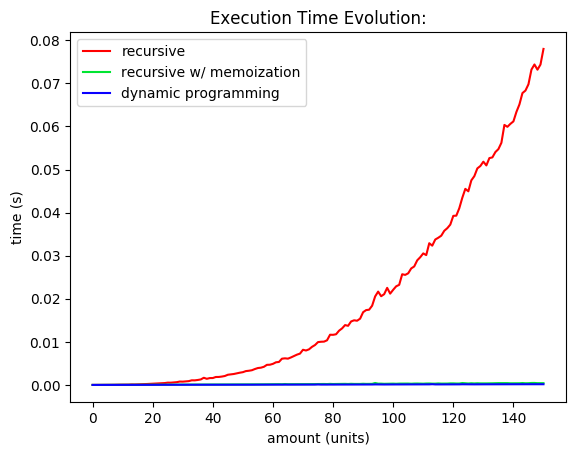 Execution Time Evolution:
recursive
recursive w/ memoization
dynamic programming
0.08
0.07
0.06
0.05
0.04
0.03
0.02
0.01
0.00
time (s)
0 20 40 60 80 100 120 140
amount (units)